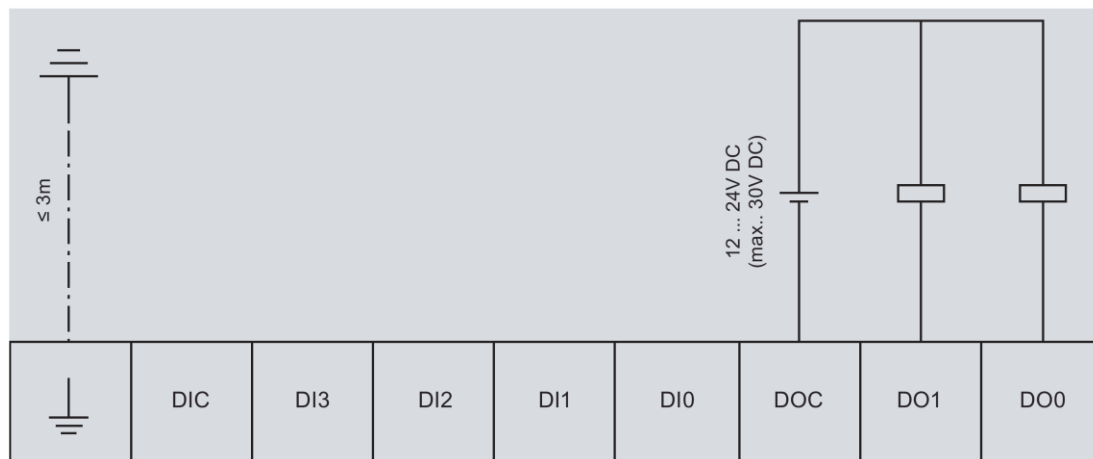 ≤ 3m
12 ... 24V DC
(max.. 30V DC)
DIC DI3 DI2 DI1 DI0 DOC DO1 DO0